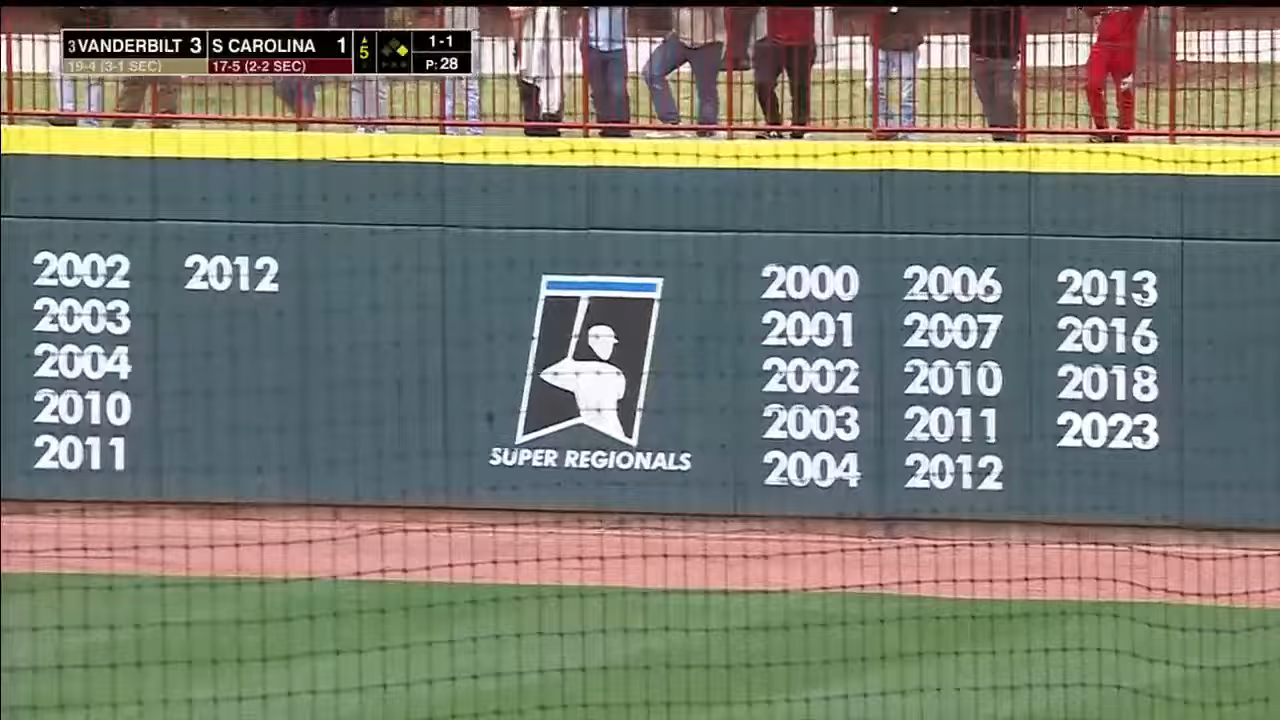 3 VANDERBILT 3 S CAROLINA 1 5 1-1
19-4 (3-1 SEC) 17-5 (2-2 SEC) P: 28
2002 2012
2003
2004
2010
2011
SUPER REGIONALS
2000 2006 2013
2001 2007 2016
2002 2010 2018
2003 2011 2023
2004 2012